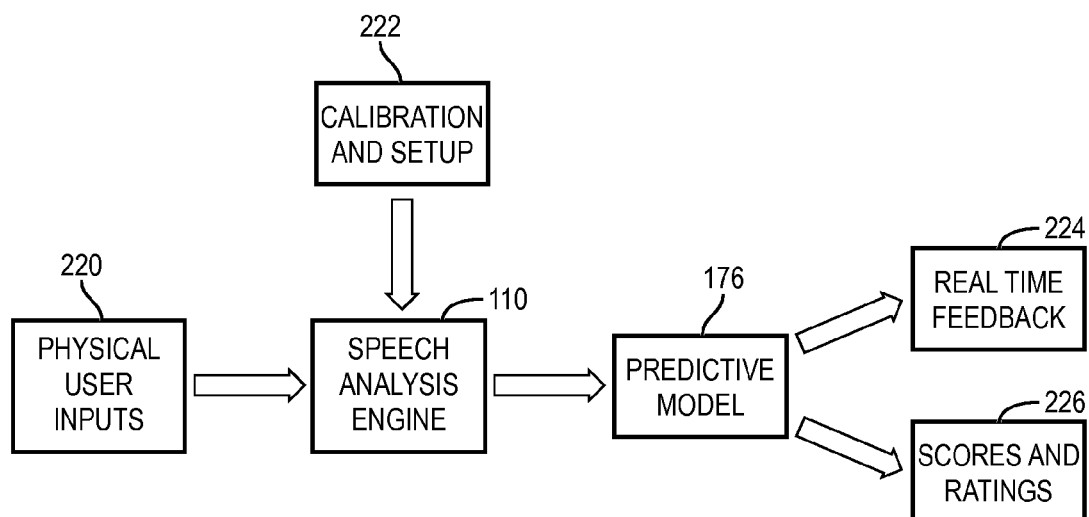 222
CALIBRATION
AND SETUP
220
PHYSICAL
USER
INPUTS
110
SPEECH
ANALYSIS
ENGINE
176
PREDICTIVE
MODEL
224
REAL TIME
FEEDBACK
226
SCORES AND
RATINGS